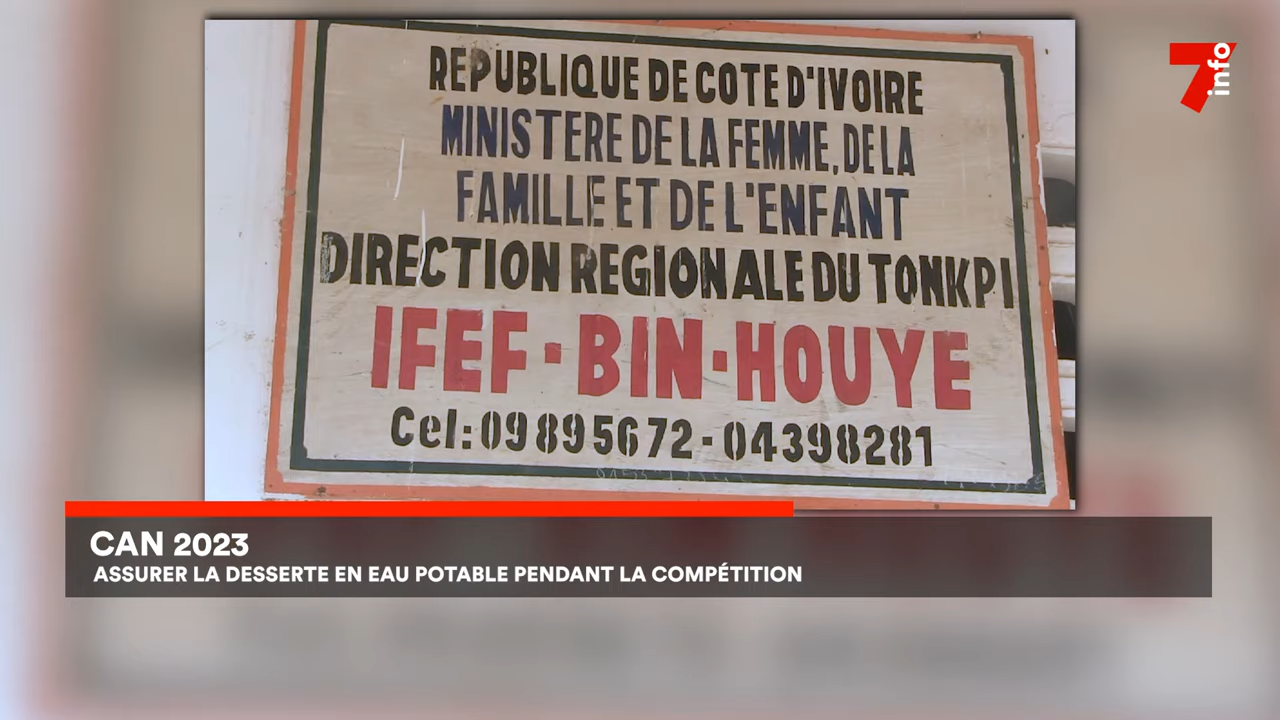 REPUBLIQUE DE COTE D'IVOIRE
MINISTERE DE LA FEMME, DE LA
FAMILLE ET DE L'ENFANT
DIRECTION REGIONALE DU TONKPI
IFEF·BIN·HOUYE
Cel: 09895672 - 04398281
7info
CAN 2023
ASSURER LA DESSERTE EN EAU POTABLE PENDANT LA COMPÉTITION